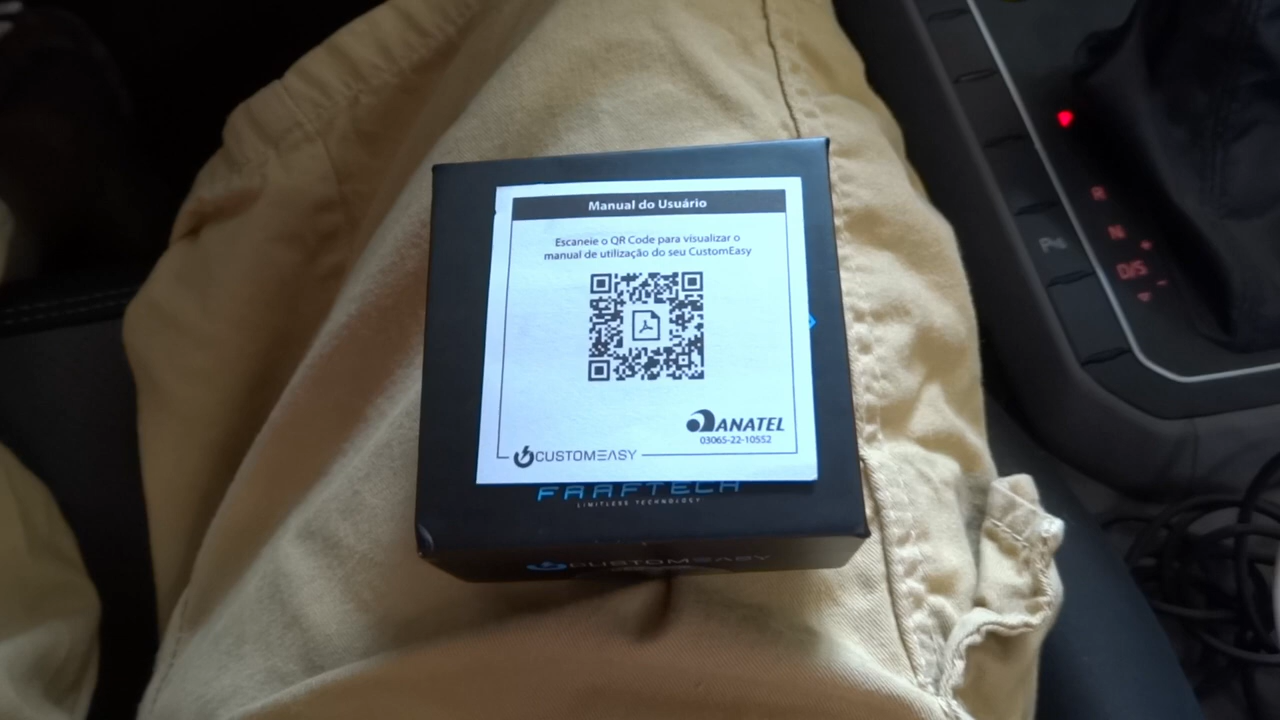 Manual do Usuário
Escaneie o QR Code para visualizar o
manual de utilização do seu CustomEasy
ANATEL
03065-22-10552
CUSTOMEASY
FAAFTECH
LIMITLESS TECHNOLOGY
CUSTOMEASY
R
N
+
D/S
-